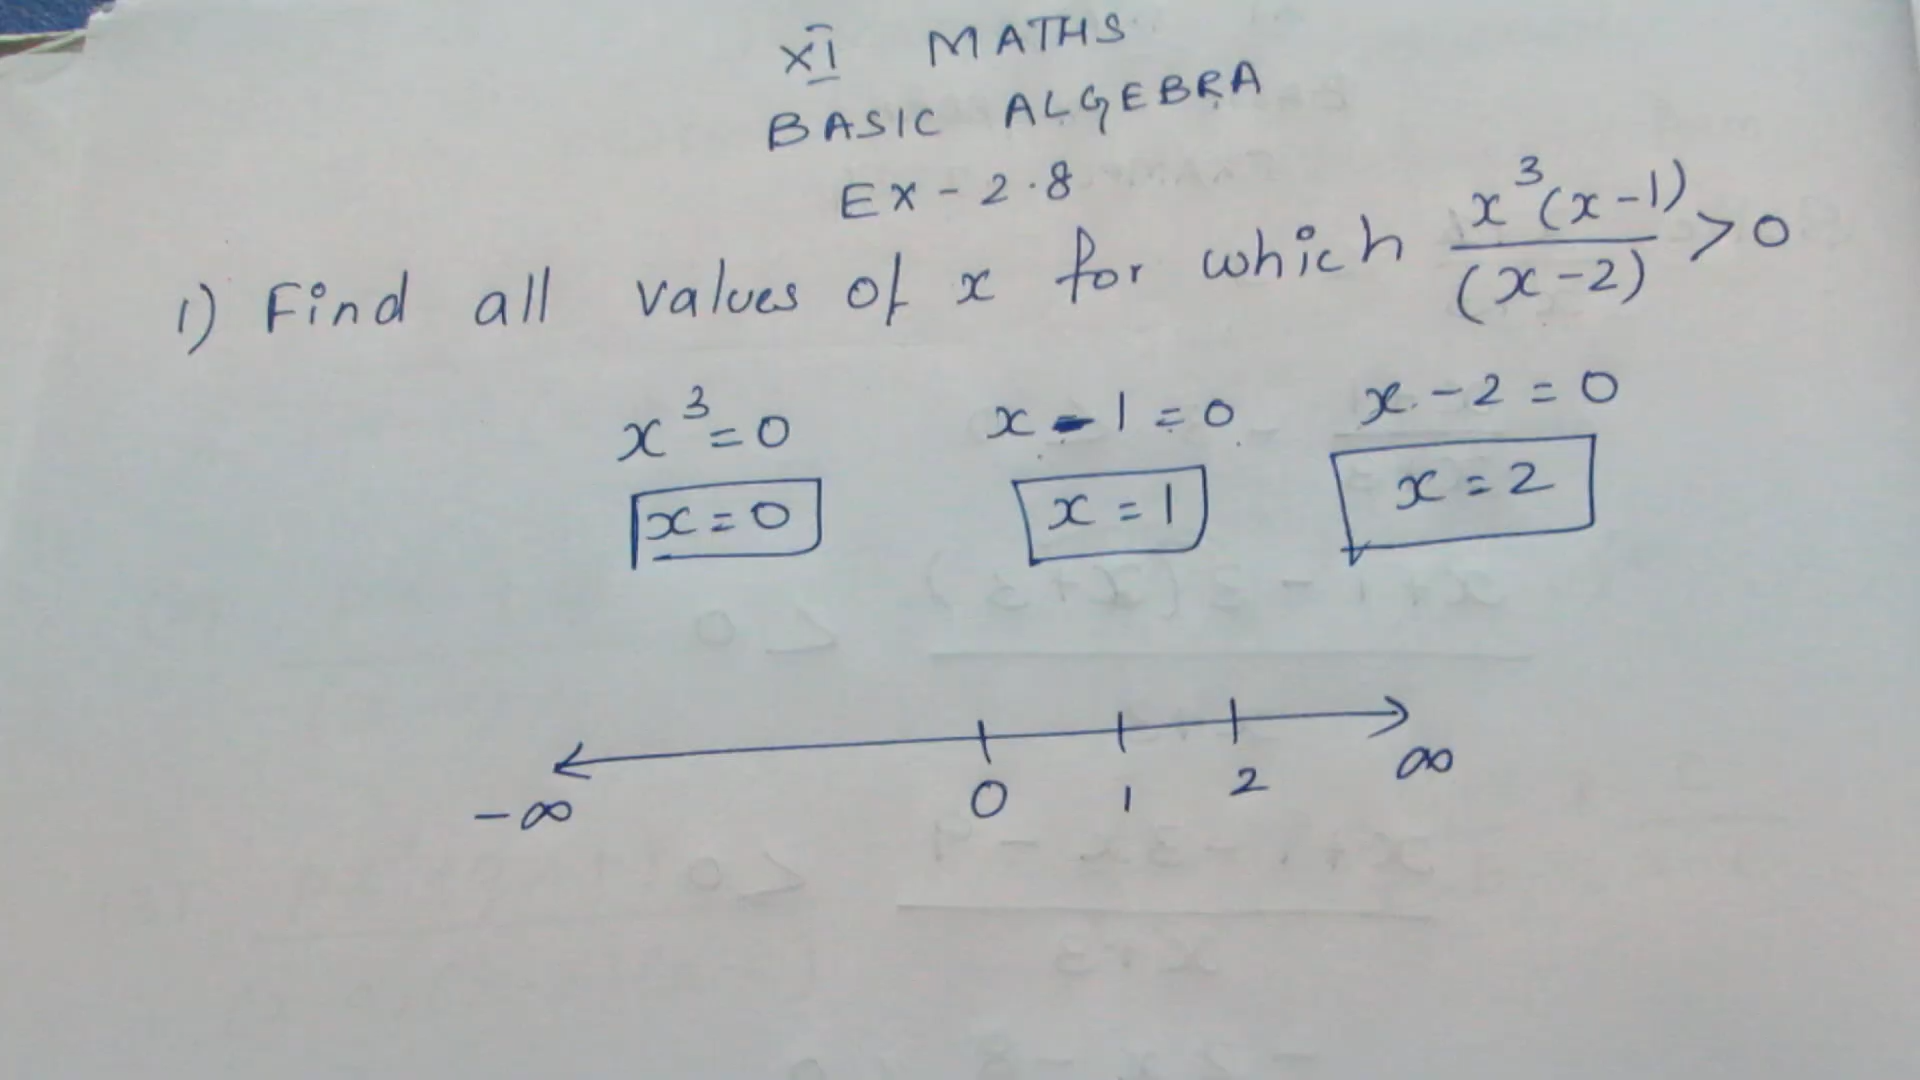 XI MATHS
BASIC ALGEBRA
EX - 2.8
1) Find all values of x for which x³(x-1)/(x-2) > 0
x³=0 x-1=0 x-2=0
x=0 x=1 x=2
-∞ 0 1 2 ∞